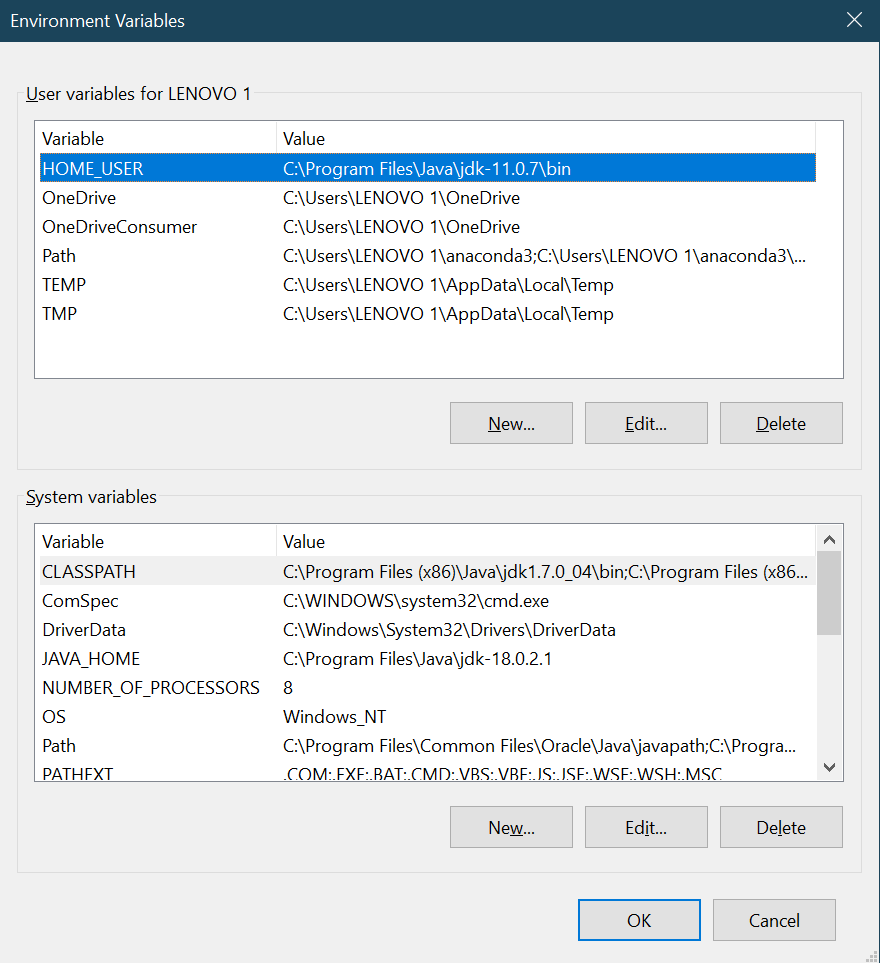 Environment Variables
User variables for LENOVO 1
Variable Value
HOME_USER C:\Program Files\Java\jdk-11.0.7\bin
OneDrive C:\Users\LENOVO 1\OneDrive
OneDriveConsumer C:\Users\LENOVO 1\OneDrive
Path C:\Users\LENOVO 1\anaconda3;C:\Users\LENOVO 1\anaconda3\...
TEMP C:\Users\LENOVO 1\AppData\Local\Temp
TMP C:\Users\LENOVO 1\AppData\Local\Temp
New... Edit... Delete
System variables
Variable Value
CLASSPATH C:\Program Files (x86)\Java\jdk1.7.0_04\bin;C:\Program Files (x86...
ComSpec C:\WINDOWS\system32\cmd.exe
DriverData C:\Windows\System32\Drivers\DriverData
JAVA_HOME C:\Program Files\Java\jdk-18.0.2.1
NUMBER_OF_PROCESSORS 8
OS Windows_NT
Path C:\Program Files\Common Files\Oracle\Java\javapath;C:\Progra...
PATHEXT .COM;.EXE;.BAT;.CMD;.VBS;.VBE;.JS;.JSE;.WSF;.WSH;.MSC
New... Edit... Delete
OK Cancel